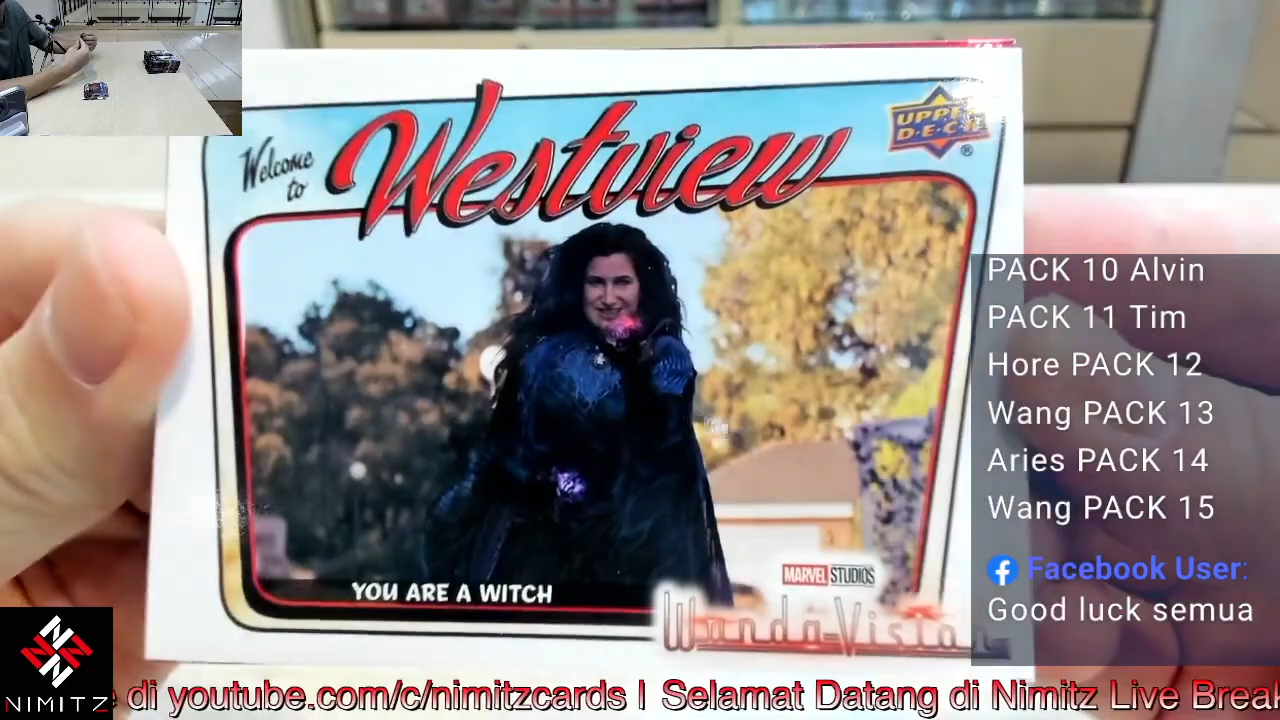 Welcome
to
Westview
UPPER
D·E·C·K
®
PACK 10 Alvin
PACK 11 Tim
Hore PACK 12
Wang PACK 13
Aries PACK 14
Wang PACK 15
Facebook User:
Good luck semua
MARVEL STUDIOS
YOU ARE A WITCH
WandaVision
NIMITZ
di youtube.com/c/nimitzcards | Selamat Datang di Nimitz Live